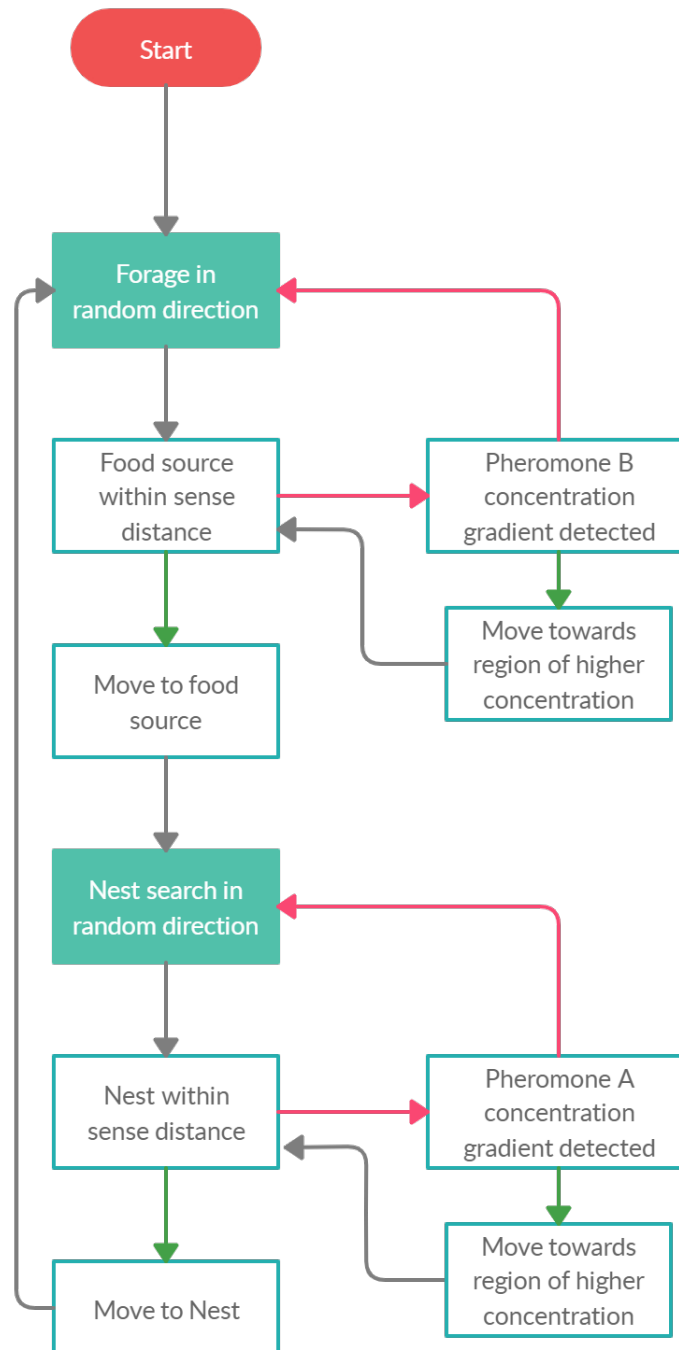 Start
Forage in
random direction
Food source
within sense
distance
Pheromone B
concentration
gradient detected
Move towards
region of higher
concentration
Move to food
source
Nest search in
random direction
Nest within
sense distance
Pheromone A
concentration
gradient detected
Move towards
region of higher
concentration
Move to Nest